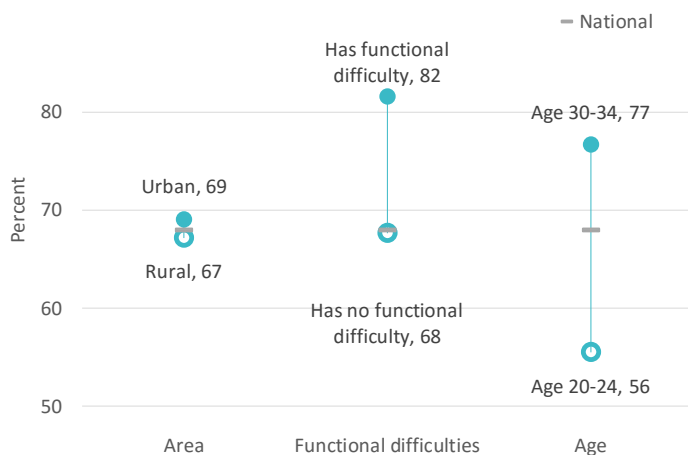 National
Has functional
difficulty, 82
80
Age 30-34, 77
Urban, 69
Percent
70
Rural, 67
Has no functional
difficulty, 68
60
Age 20-24, 56
50
Area
Functional difficulties
Age